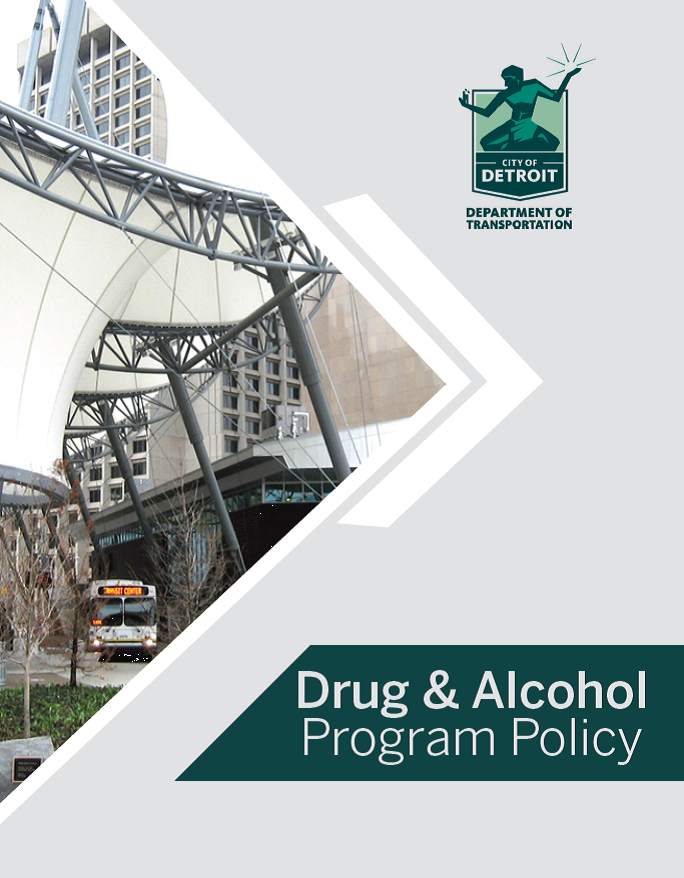 CITY OF
DETROIT
DEPARTMENT OF
TRANSPORTATION
TRANSIT CENTER
Drug & Alcohol
Program Policy